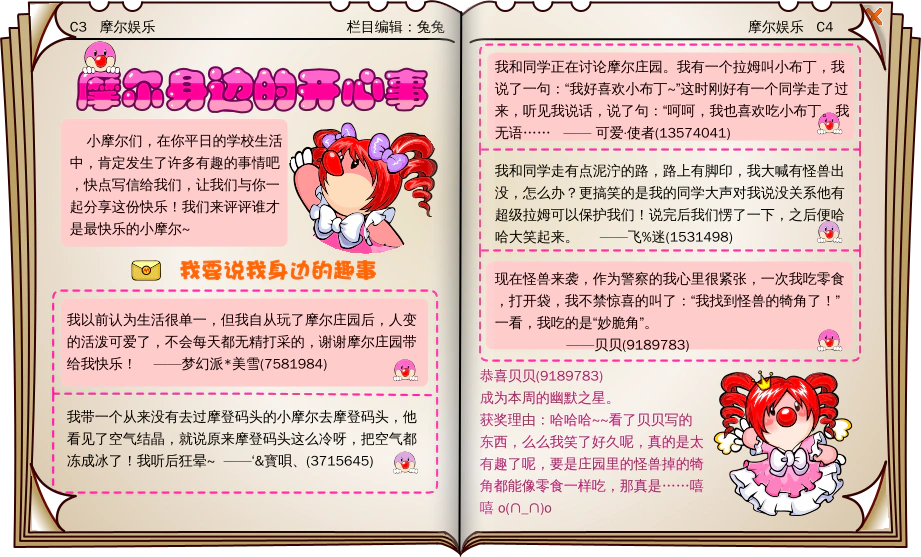 C3 摩尔娱乐
栏目编辑：兔兔
摩尔身边的开心事
小摩尔们，在你平日的学校生活
中，肯定发生了许多有趣的事情吧
，快点写信给我们，让我们与你一
起分享这份快乐！我们来评评谁才
是最快乐的小摩尔~
我要说我身边的趣事
我以前认为生活很单一，但我自从玩了摩尔庄园后，人变
的活泼可爱了，不会每天都无精打采的，谢谢摩尔庄园带
给我快乐！ ——梦幻派*美雪(7581984)
我带一个从来没有去过摩登码头的小摩尔去摩登码头，他
看见了空气结晶，就说原来摩登码头这么冷呀，把空气都
冻成冰了！我听后狂晕~ ——‘&寳唄、(3715645)
摩尔娱乐 C4
我和同学正在讨论摩尔庄园。我有一个拉姆叫小布丁，我
说了一句：“我好喜欢小布丁~”这时刚好有一个同学走了过
来，听见我说话，说了句：“呵呵，我也喜欢吃小布丁。我
无语…… —— 可爱·使者(13574041)
我和同学走有点泥泞的路，路上有脚印，我大喊有怪兽出
没，怎么办？更搞笑的是我的同学大声对我说没关系他有
超级拉姆可以保护我们！说完后我们愣了一下，之后便哈
哈大笑起来。 ——飞%迷(1531498)
现在怪兽来袭，作为警察的我心里很紧张，一次我吃零食
，打开袋，我不禁惊喜的叫了：“我找到怪兽的犄角了！”
一看，我吃的是“妙脆角”。
——贝贝(9189783)
恭喜贝贝(9189783)
成为本周的幽默之星。
获奖理由：哈哈哈~~看了贝贝写的
东西，么么我笑了好久呢，真的是太
有趣了呢，要是庄园里的怪兽掉的犄
角都能像零食一样吃，那真是……嘻
嘻 o(∩_∩)o